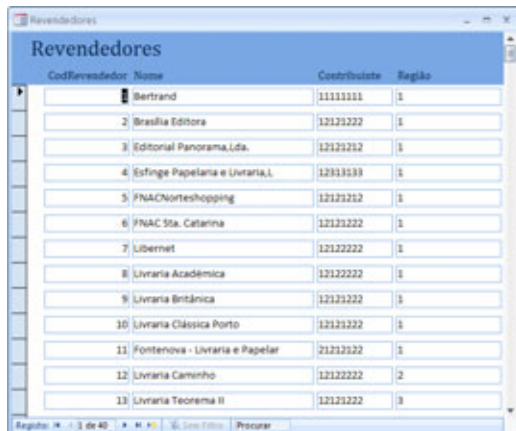 Revendedores
Revendedores
CodRevendedor Nome Contribuinte Região
1 Bertrand 11111111 1
2 Brasília Editora 12121222 1
3 Editorial Panorama,Lda. 12121212 1
4 Esfinge Papelaria e Livraria,L 12313133 1
5 FNACNorteshopping 12121212 1
6 FNAC Sta. Catarina 12121222 1
7 Libernet 12122222 1
8 Livraria Académica 12122222 1
9 Livraria Britânica 12121222 1
10 Livraria Clássica Porto 12121222 1
11 Fontenova - Livraria e Papelar 21212122 1
12 Livraria Caminho 12122222 2
13 Livraria Teorema II 12121222 3
Registo: 1 de 40 Sem Filtro Procurar